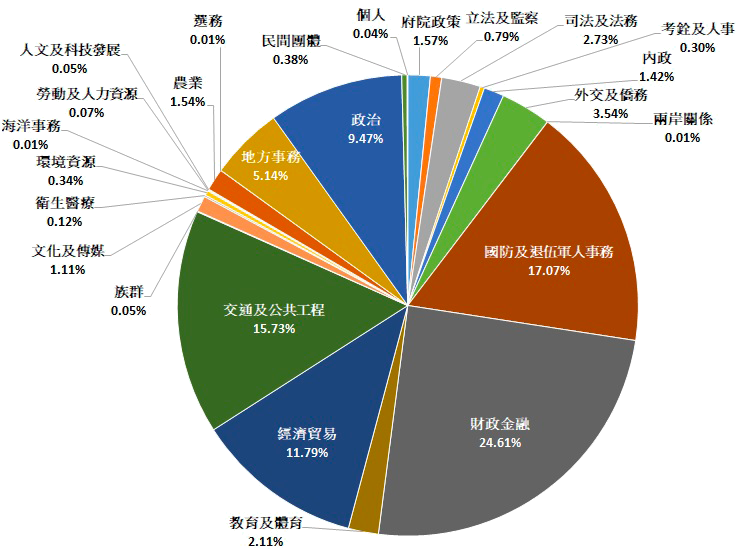 個人
0.04%
府院政策
1.57%
立法及監察
0.79%
司法及法務
2.73%
考銓及人事
0.30%
內政
1.42%
外交及僑務
3.54%
兩岸關係
0.01%
國防及退伍軍人事務
17.07%
財政金融
24.61%
教育及體育
2.11%
經濟貿易
11.79%
交通及公共工程
15.73%
族群
0.05%
文化及傳媒
1.11%
衛生醫療
0.12%
環境資源
0.34%
海洋事務
0.01%
勞動及人力資源
0.07%
人文及科技發展
0.05%
農業
1.54%
選務
0.01%
地方事務
5.14%
政治
9.47%
民間團體
0.38%